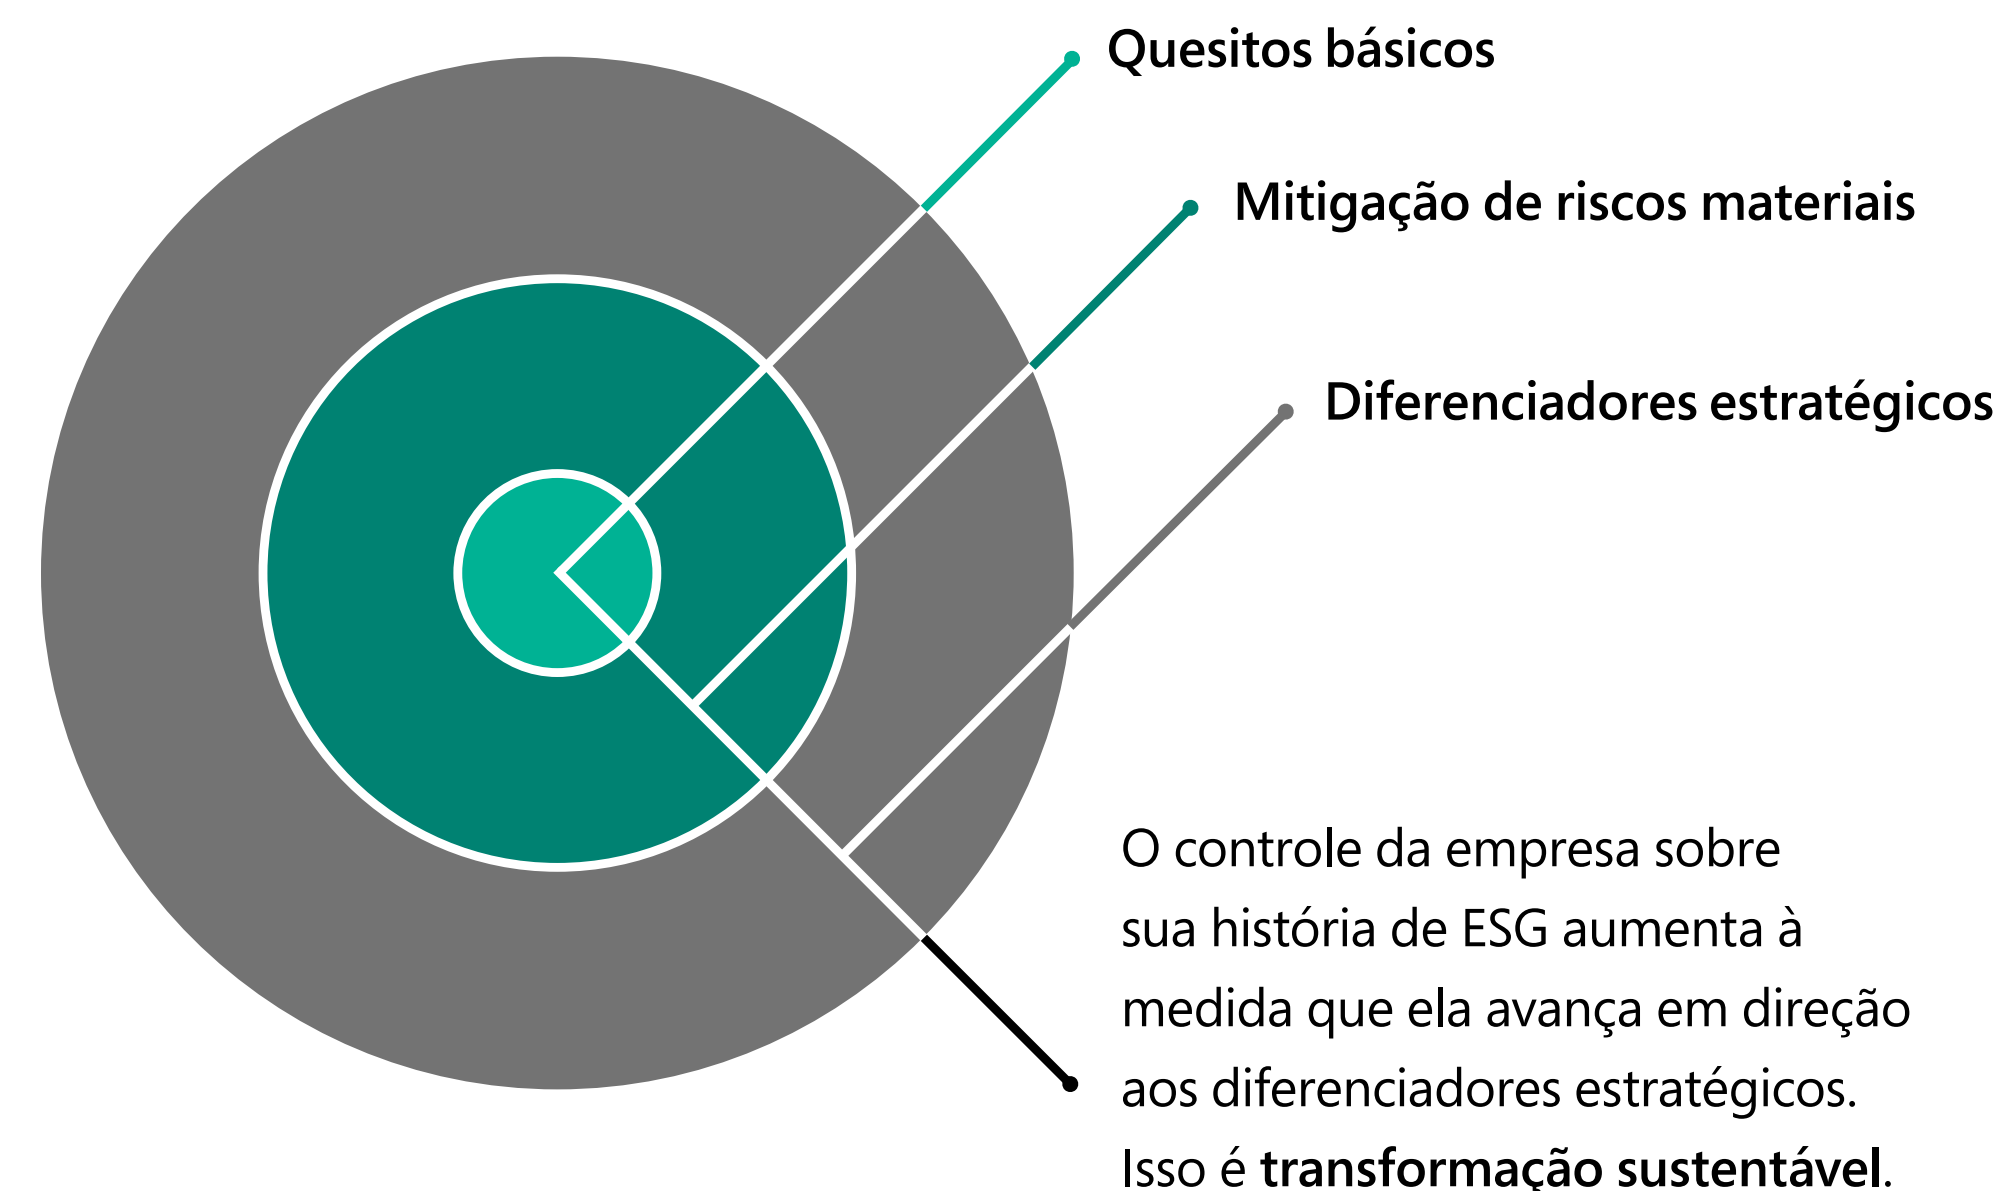 Quesitos básicos
Mitigação de riscos materiais
Diferenciadores estratégicos
O controle da empresa sobre
sua história de ESG aumenta à
medida que ela avança em direção
aos diferenciadores estratégicos.
Isso é transformação sustentável.